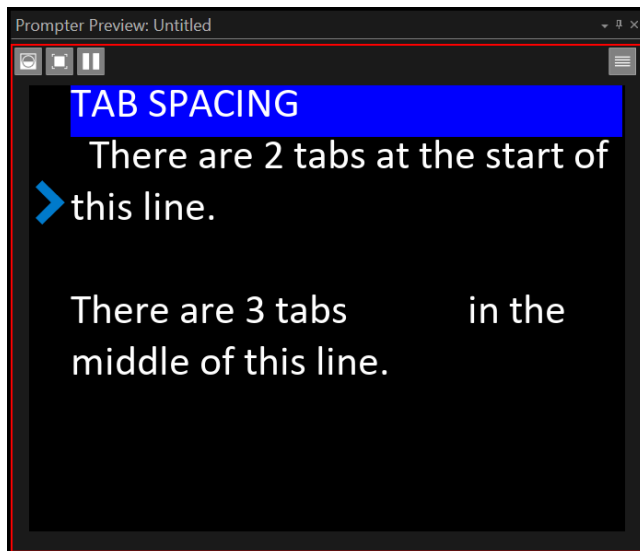 Prompter Preview: Untitled
TAB SPACING
There are 2 tabs at the start of
this line.
There are 3 tabs in the
middle of this line.